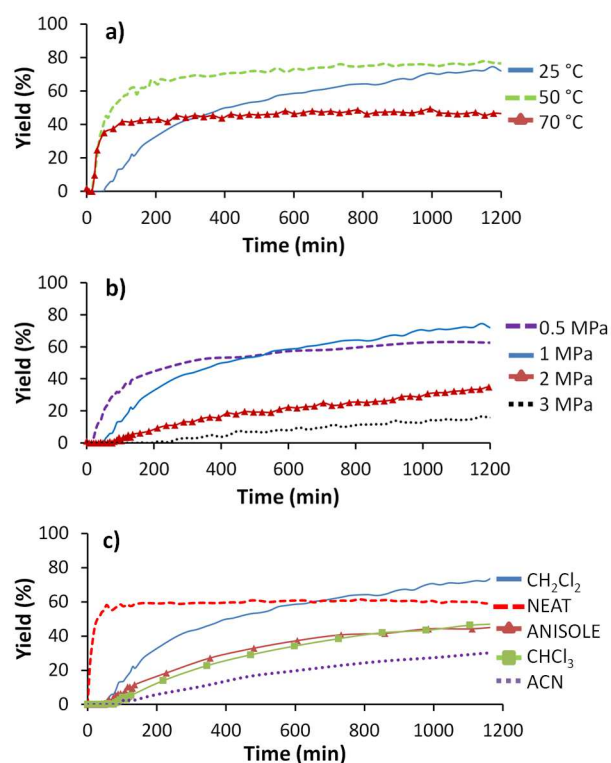 a)
100
80
60
40
20
0
Yield (%)
0 200 400 600 800 1000 1200
Time (min)
25 °C
50 °C
70 °C
b)
100
80
60
40
20
0
Yield (%)
0 200 400 600 800 1000 1200
Time (min)
0.5 MPa
1 MPa
2 MPa
3 MPa
c)
100
80
60
40
20
0
Yield (%)
0 200 400 600 800 1000 1200
Time (min)
CH₂Cl₂
NEAT
ANISOLE
CHCl₃
ACN